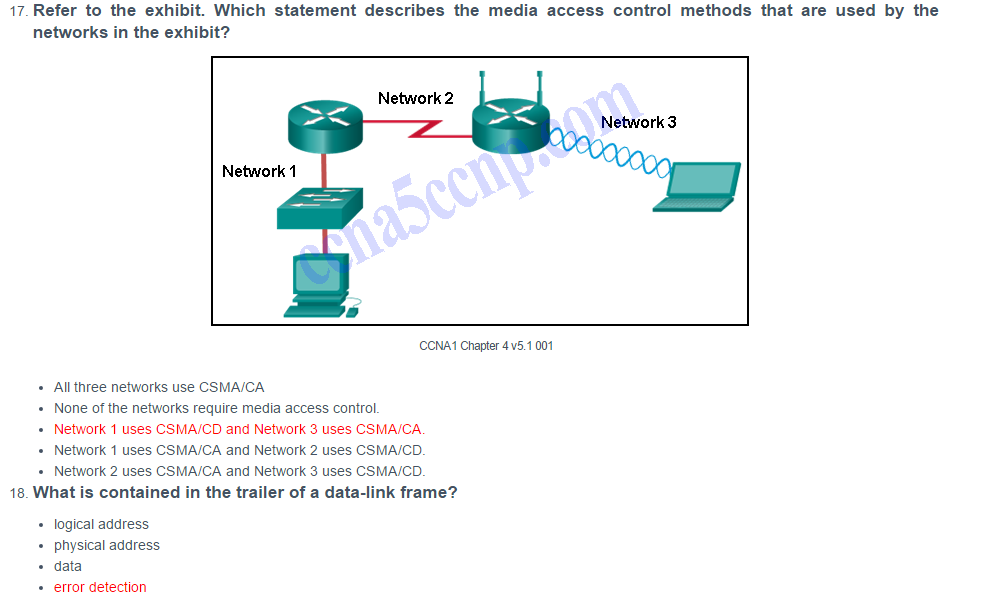 17. Refer to the exhibit. Which statement describes the media access control methods that are used by the
networks in the exhibit?
Network 2
Network 3
Network 1
ccna5ccnp.com
CCNA1 Chapter 4 v5.1 001
• All three networks use CSMA/CA
• None of the networks require media access control.
• Network 1 uses CSMA/CD and Network 3 uses CSMA/CA.
• Network 1 uses CSMA/CA and Network 2 uses CSMA/CD.
• Network 2 uses CSMA/CA and Network 3 uses CSMA/CD.
18. What is contained in the trailer of a data-link frame?
• logical address
• physical address
• data
• error detection